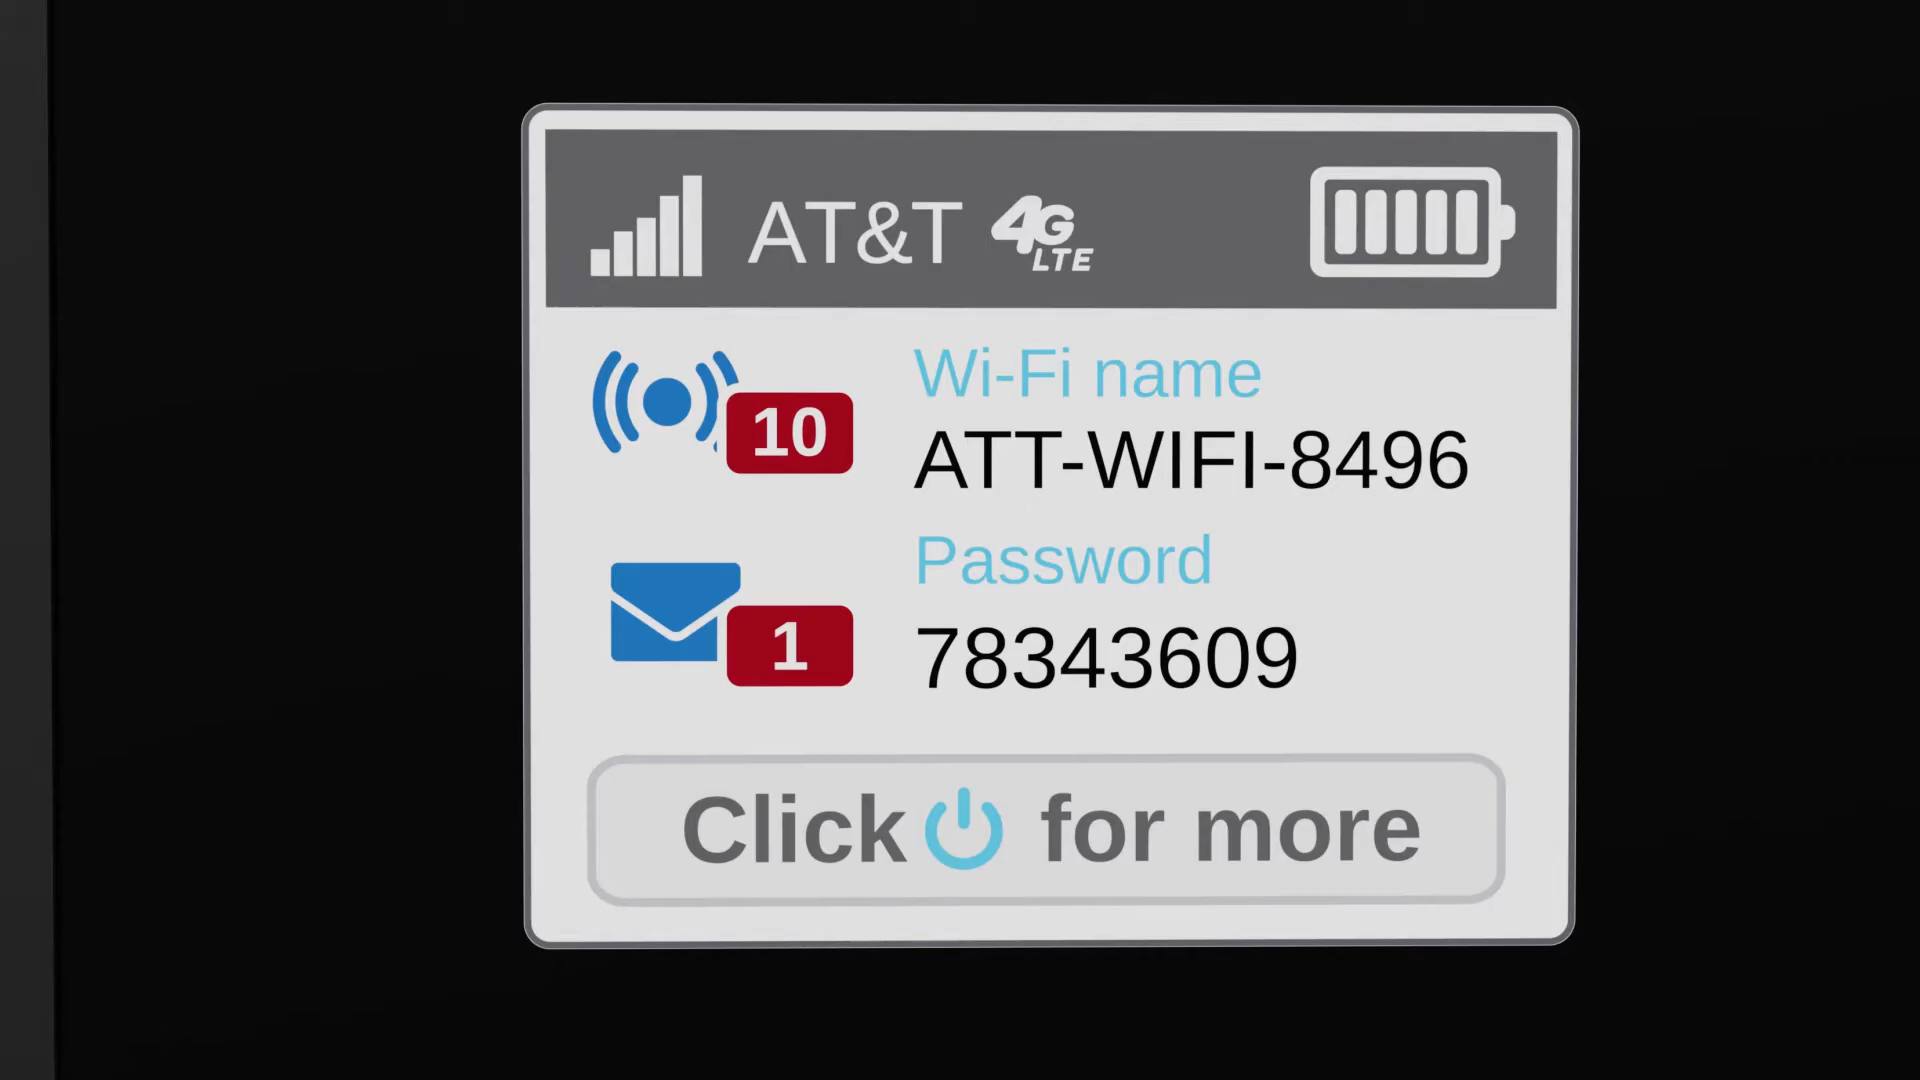 AT&T 4G LTE
10
Wi-Fi name
ATT-WIFI-8496
1
Password
78343609
Click for more